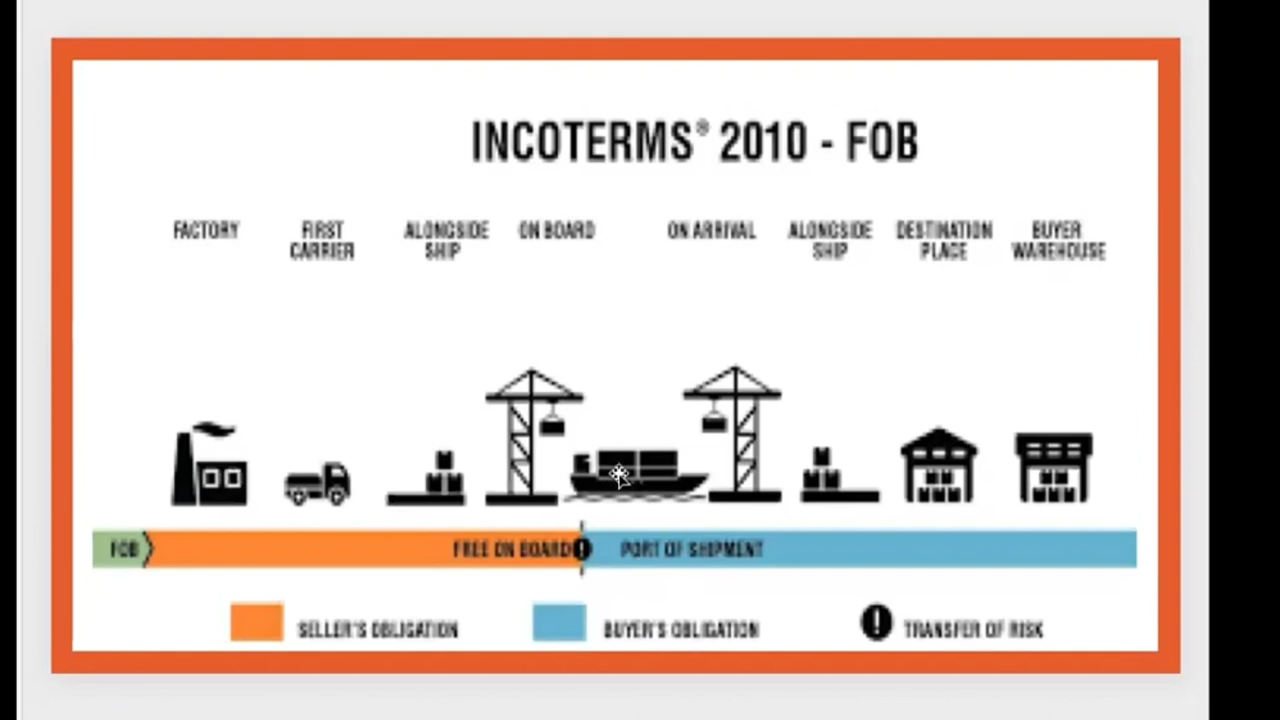 INCOTERMS® 2010 - FOB
FACTORY
FIRST
CARRIER
ALONGSIDE
SHIP
ON BOARD
ON ARRIVAL
ALONGSIDE
SHIP
DESTINATION
PLACE
BUYER
WAREHOUSE
FOB
FREE ON BOARD
PORT OF SHIPMENT
SELLER'S OBLIGATION
BUYER'S OBLIGATION
! TRANSFER OF RISK